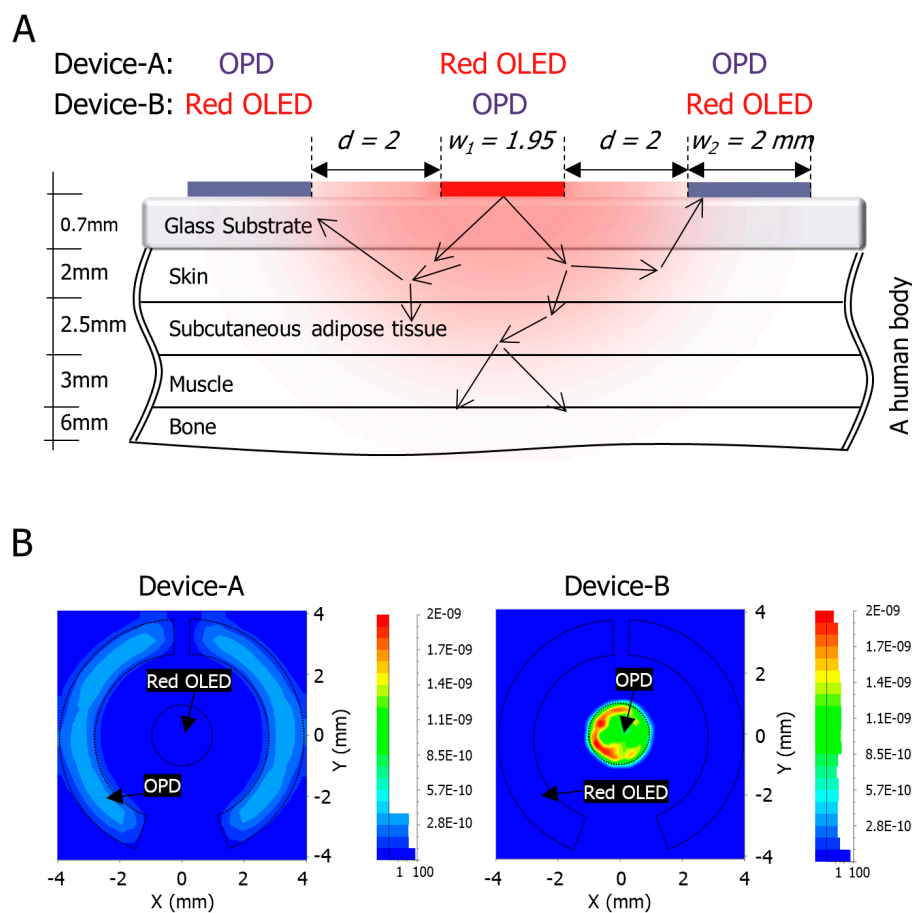 A
Device-A: OPD Red OLED OPD
Device-B: Red OLED OPD Red OLED
d = 2 w1 = 1.95 d = 2 w2 = 2 mm
0.7mm Glass Substrate
2mm Skin
2.5mm Subcutaneous adipose tissue
3mm Muscle
6mm Bone
A human body
B
Device-A
Red OLED
OPD
4
2
0
-2
-4
Y (mm)
-4 -2 0 2 4
X (mm)
2E-09
1.7E-09
1.4E-09
1.1E-09
8.5E-10
5.7E-10
2.8E-10
1 100
Device-B
OPD
Red OLED
4
2
0
-2
-4
Y (mm)
-4 -2 0 2 4
X (mm)
2E-09
1.7E-09
1.4E-09
1.1E-09
8.5E-10
5.7E-10
2.8E-10
1 100